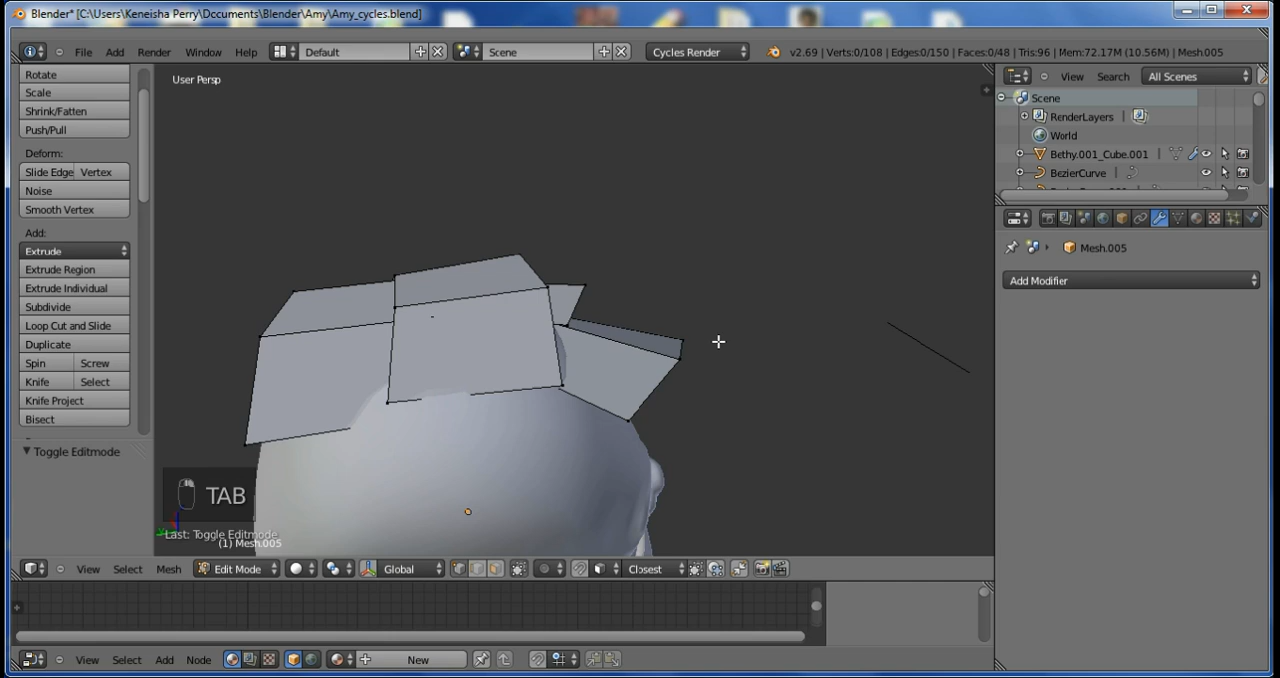 Blender* [C:\Users\Keneisha Perry\Documents\Blender\Amy\Amy_cycles.blend]
File Add Render Window Help Default Scene Cycles Render v2.69 | Verts:0/108 | Edges:0/150 | Faces:0/48 | Tris:96 | Mem:72.17M (10.56M) | Mesh.005
Rotate
Scale
Shrink/Fatten
Push/Pull
Deform:
Slide Edge Vertex
Noise
Smooth Vertex
Add:
Extrude
Extrude Region
Extrude Individual
Subdivide
Loop Cut and Slide
Duplicate
Spin Screw
Knife Select
Knife Project
Bisect
Toggle Editmode
User Persp
TAB
Last: Toggle Editmode
(1) Mesh.005
View Select Mesh Edit Mode Global Closest
View Search All Scenes
Scene
RenderLayers |
World
Bethy.001_Cube.001 |
BezierCurve |
Mesh.005
Add Modifier
View Select Add Node New